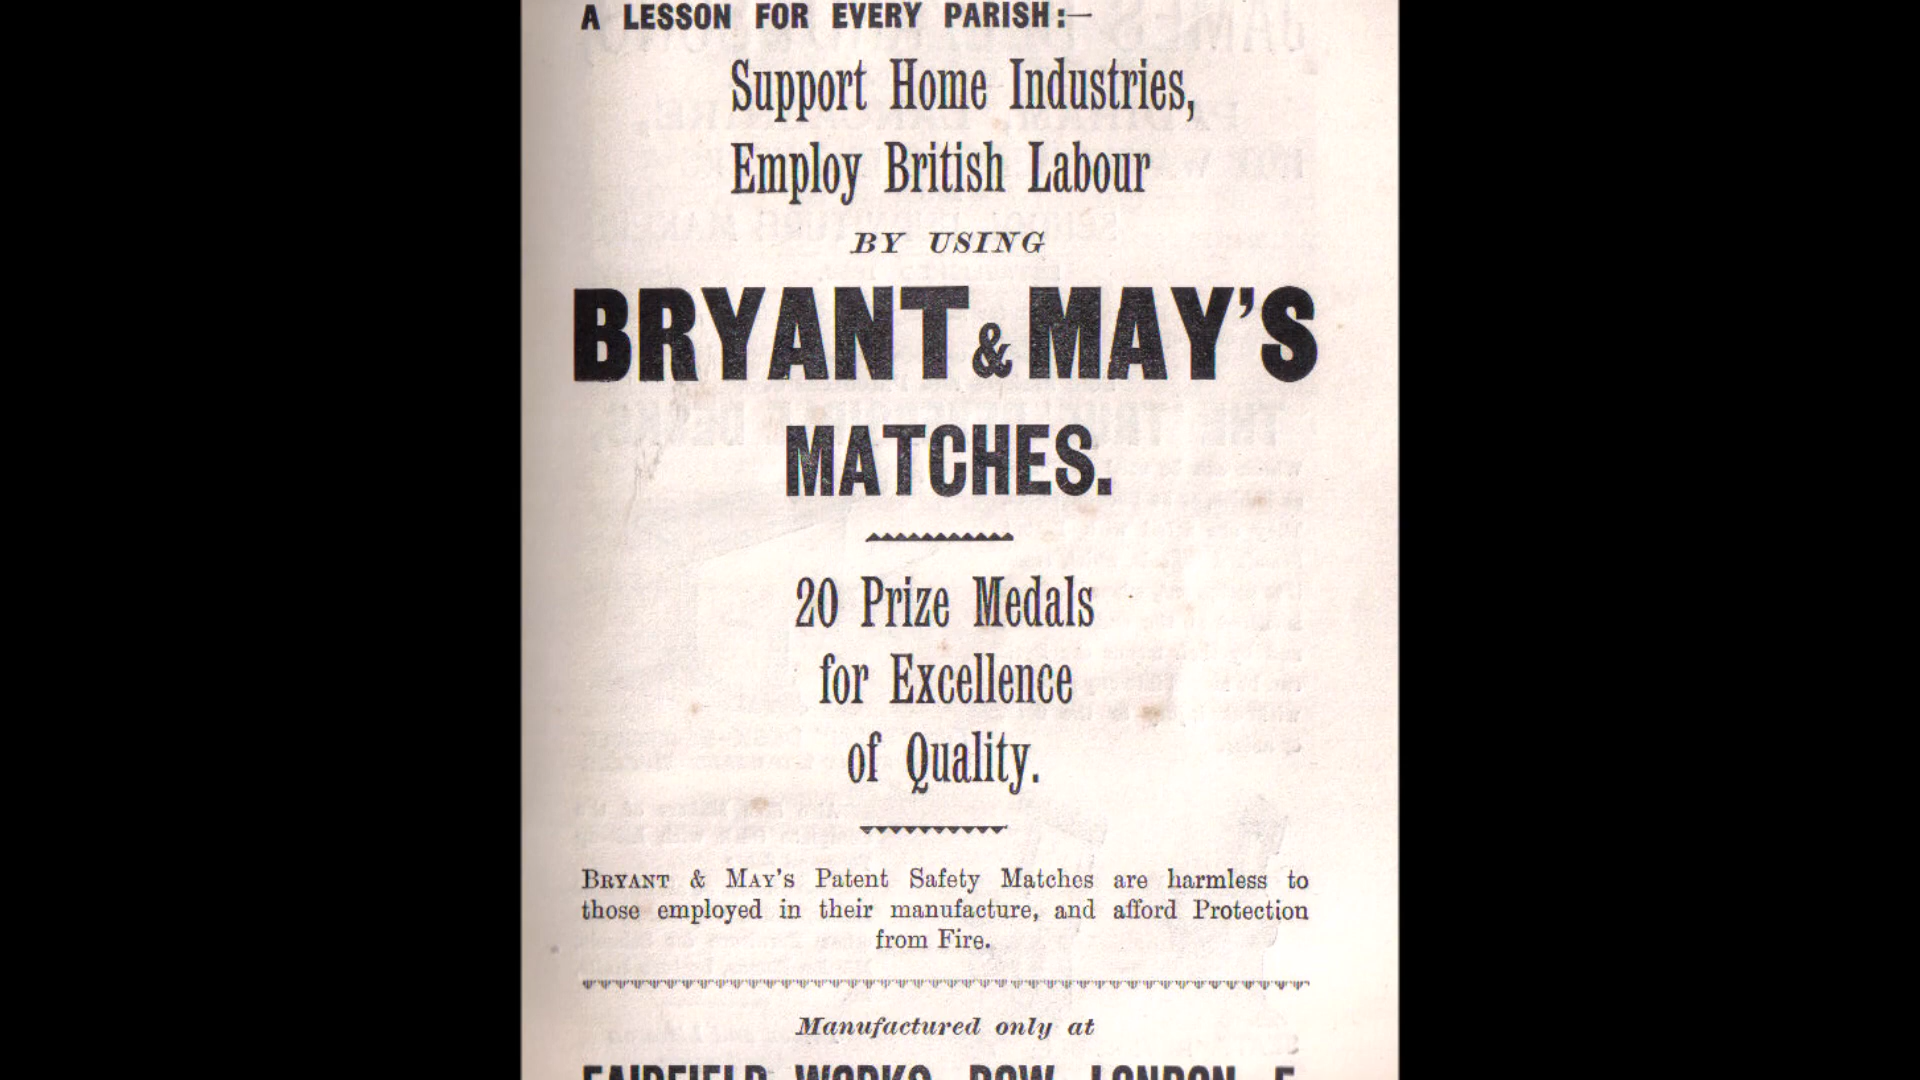 A LESSON FOR EVERY PARISH:—
Support Home Industries,
Employ British Labour
BY USING
BRYANT & MAY'S
MATCHES.
20 Prize Medals
for Excellence
of Quality.
BRYANT & MAY'S Patent Safety Matches are harmless to
those employed in their manufacture, and afford Protection
from Fire.
Manufactured only at
FAIRFIELD WORKS, BOW, LONDON, E.